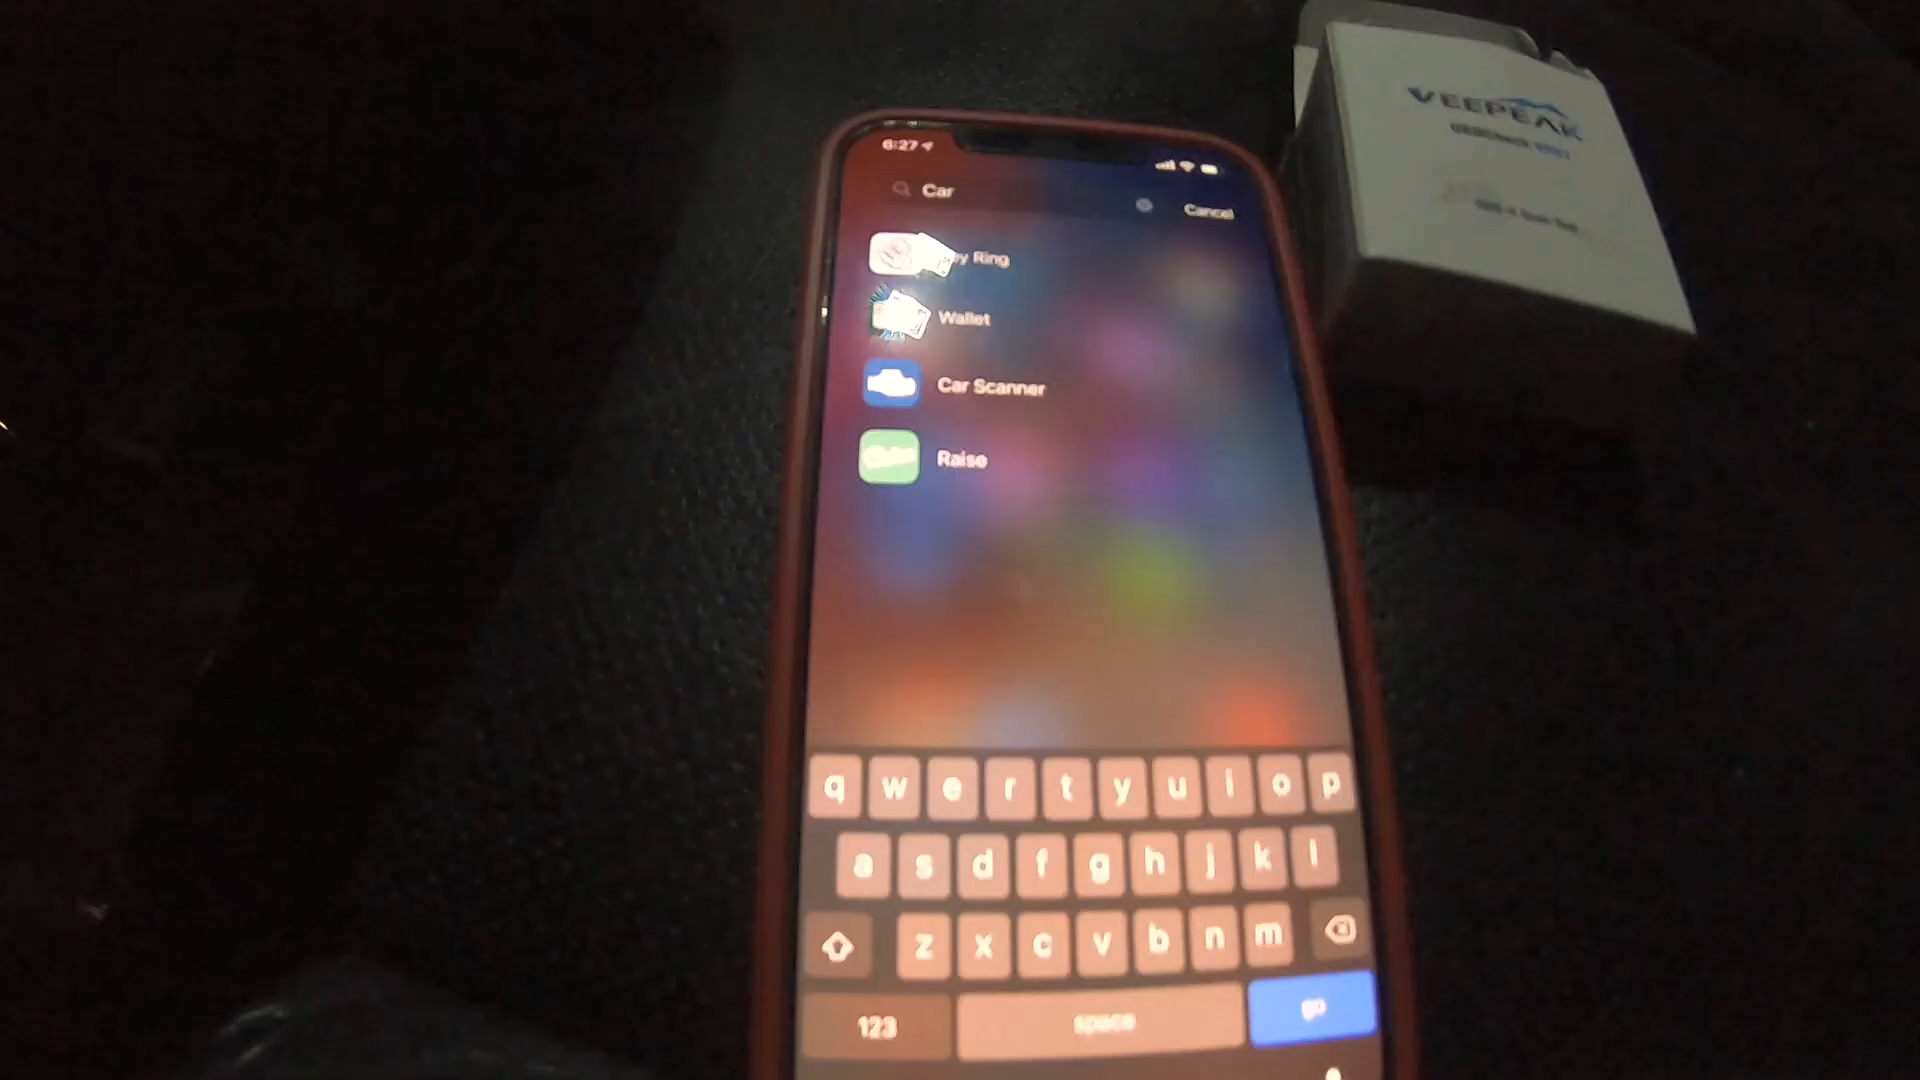 6:27
Car
Cancel
Ring
Wallet
Car Scanner
Raise
q w e r t y u i o p
a s d f g h j k l
z x c v b n m
123 space go
VEEPEAK